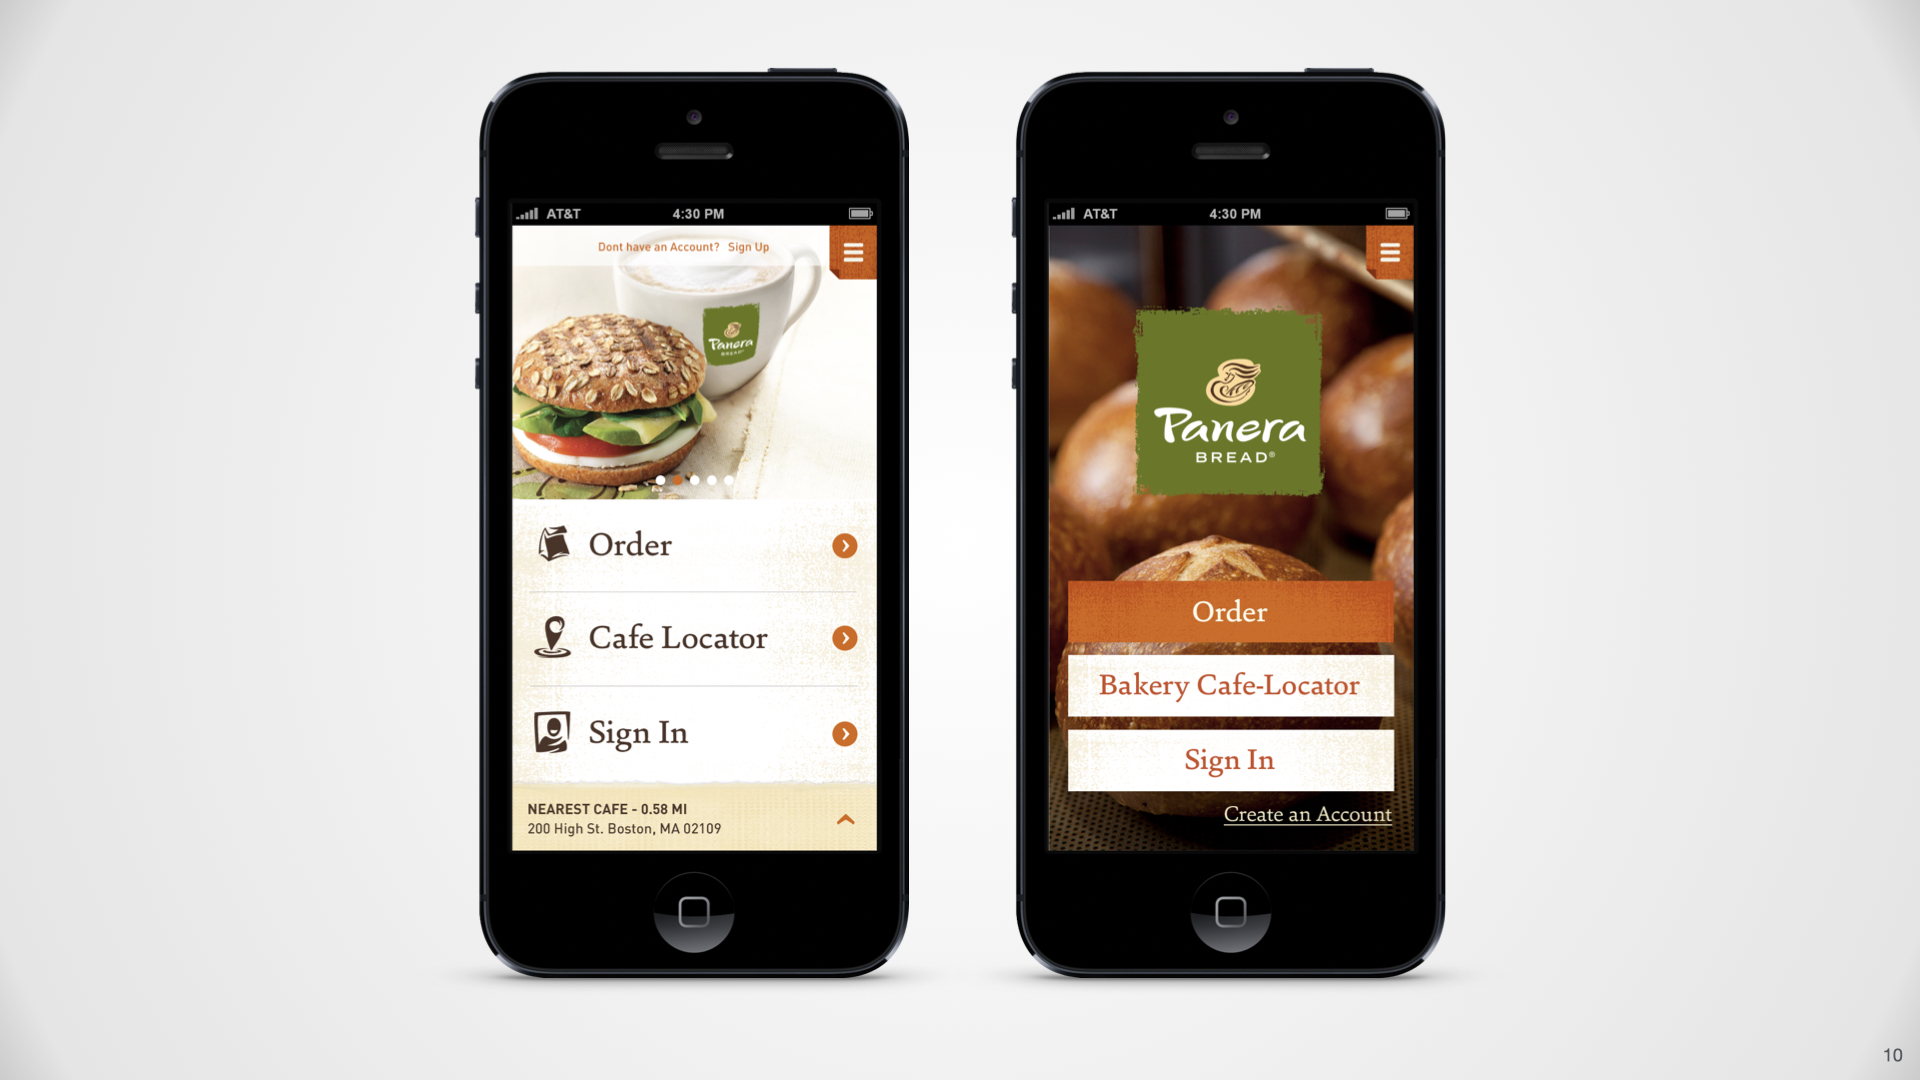 AT&T 4:30 PM
Dont have an Account? Sign Up
Panera
BREAD®
Order
Cafe Locator
Sign In
NEAREST CAFE - 0.58 MI
200 High St. Boston, MA 02109
AT&T 4:30 PM
Panera
BREAD®
Order
Bakery Cafe-Locator
Sign In
Create an Account
10